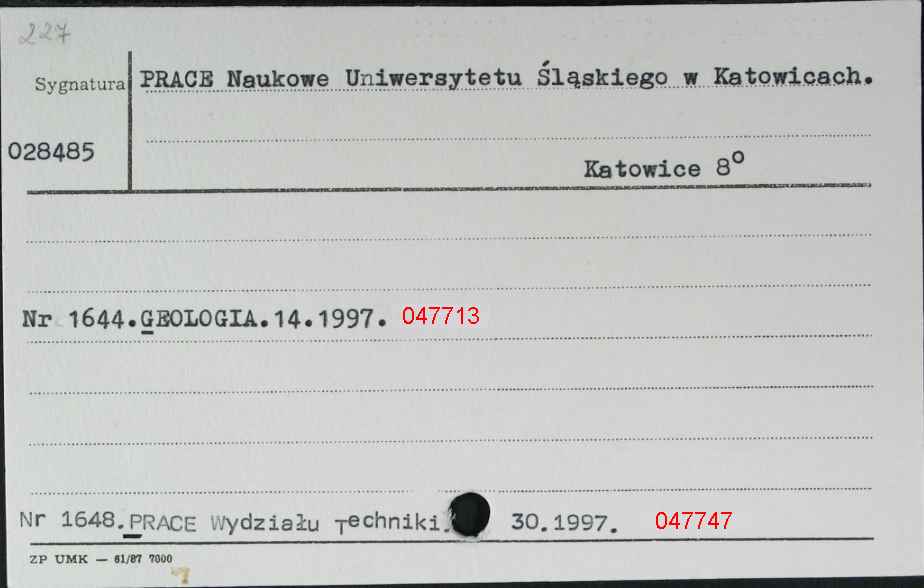 227
Sygnatura PRACE Naukowe Uniwersytetu Śląskiego w Katowicach.
028485
Katowice 8º
Nr 1644.GEOLOGIA.14.1997. 047713
Nr 1648.PRACE Wydziału Techniki. 30.1997. 047747
ZP UMK — 61/87 7000